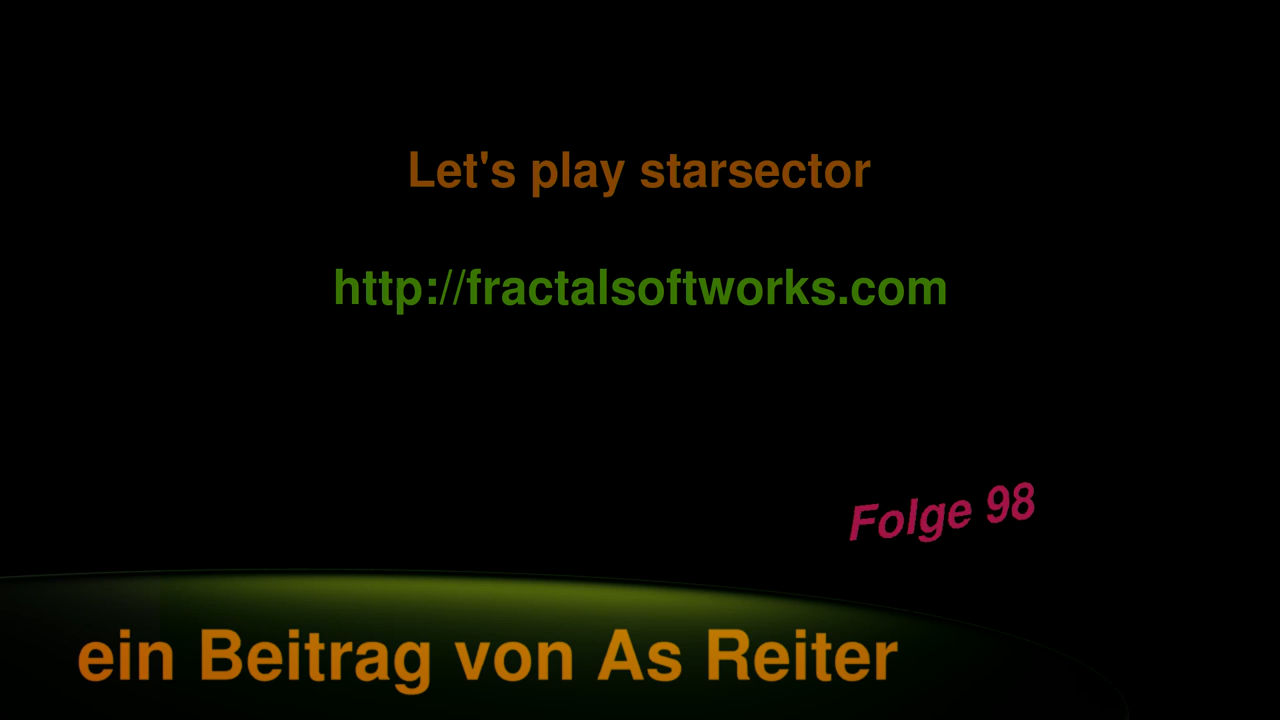 Let's play starsector
http://fractalsoftworks.com
Folge 98
ein Beitrag von As Reiter